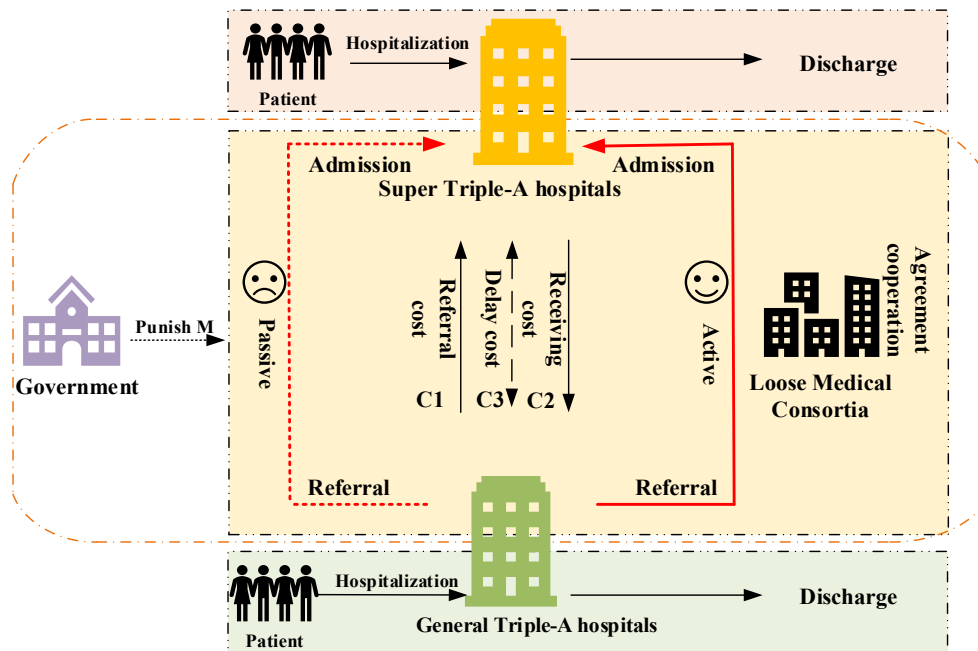 Hospitalization
Patient
Discharge
Admission
Admission
Super Triple-A hospitals
Passive
Referral
cost
Delay cost
Receiving
cost
Active
Agreement
cooperation
Punish M
Government
C1
C3
C2
Loose Medical
Consortia
Referral
Referral
Hospitalization
Patient
Discharge
General Triple-A hospitals